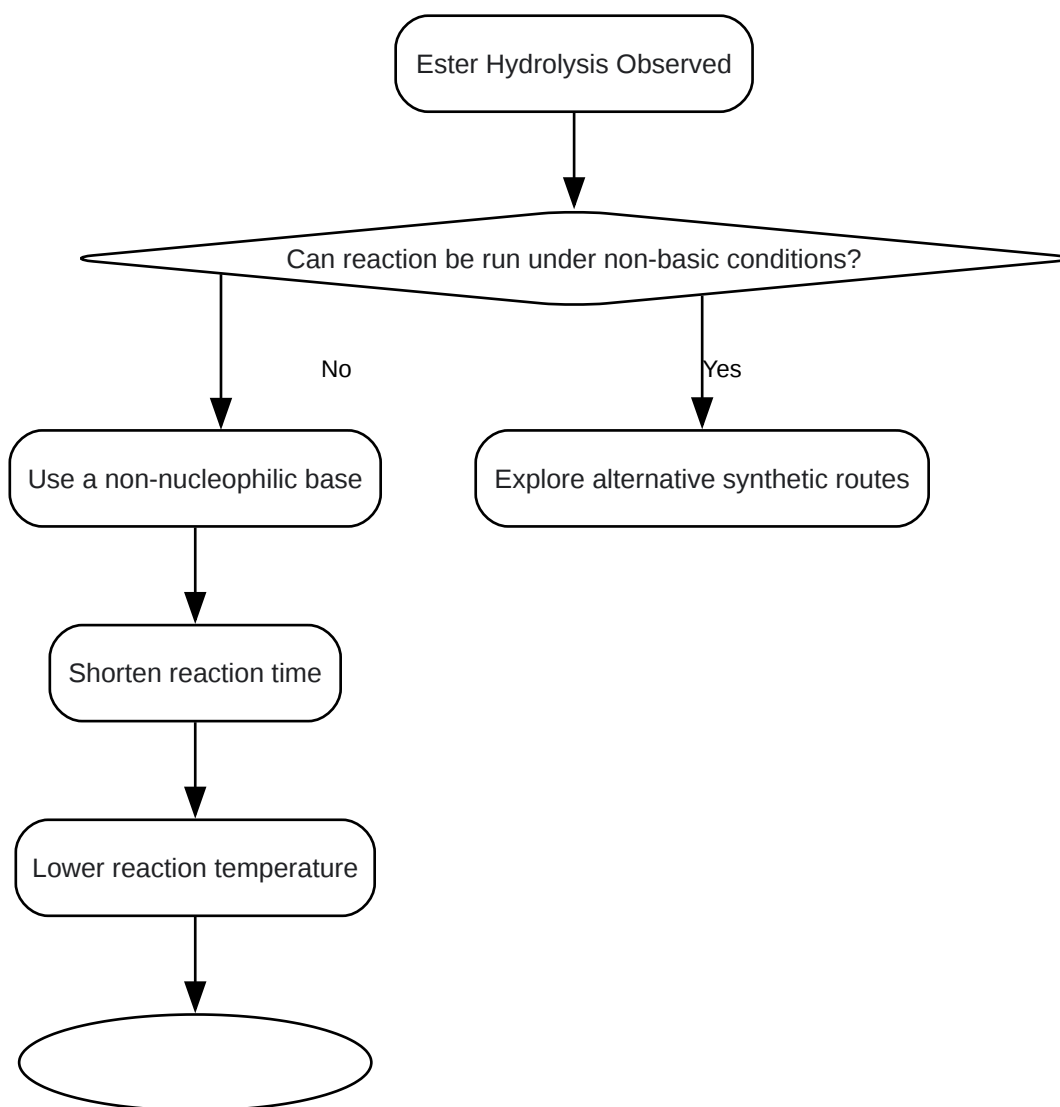 Ester Hydrolysis Observed
Can reaction be run under non-basic conditions?
No
Yes
Use a non-nucleophilic base
Explore alternative synthetic routes
Shorten reaction time
Lower reaction temperature